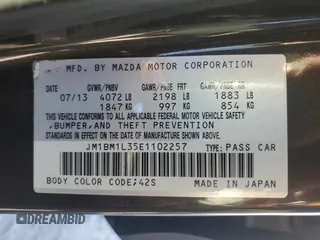 MFD. BY MAZDA MOTOR CORPORATION
GVWR/PNBV GAWR/PBE FRT GAWR/PBE RR
07/13 4072 LB 2198 LB 1883 LB
1847 KG 997 KG 854 KG
THIS VEHICLE CONFORMS TO ALL APPLICABLE FEDERAL MOTOR VEHICLE SAFETY,
BUMPER, AND THEFT PREVENTION
STANDARDS IN EFFECT ON THE DATE OF MANUFACTURE SHOWN ABOVE.
JM1BM1L35E1102257 TYPE: PASS CAR
BODY COLOR CODE;42S MADE IN JAPAN
DREAMBID